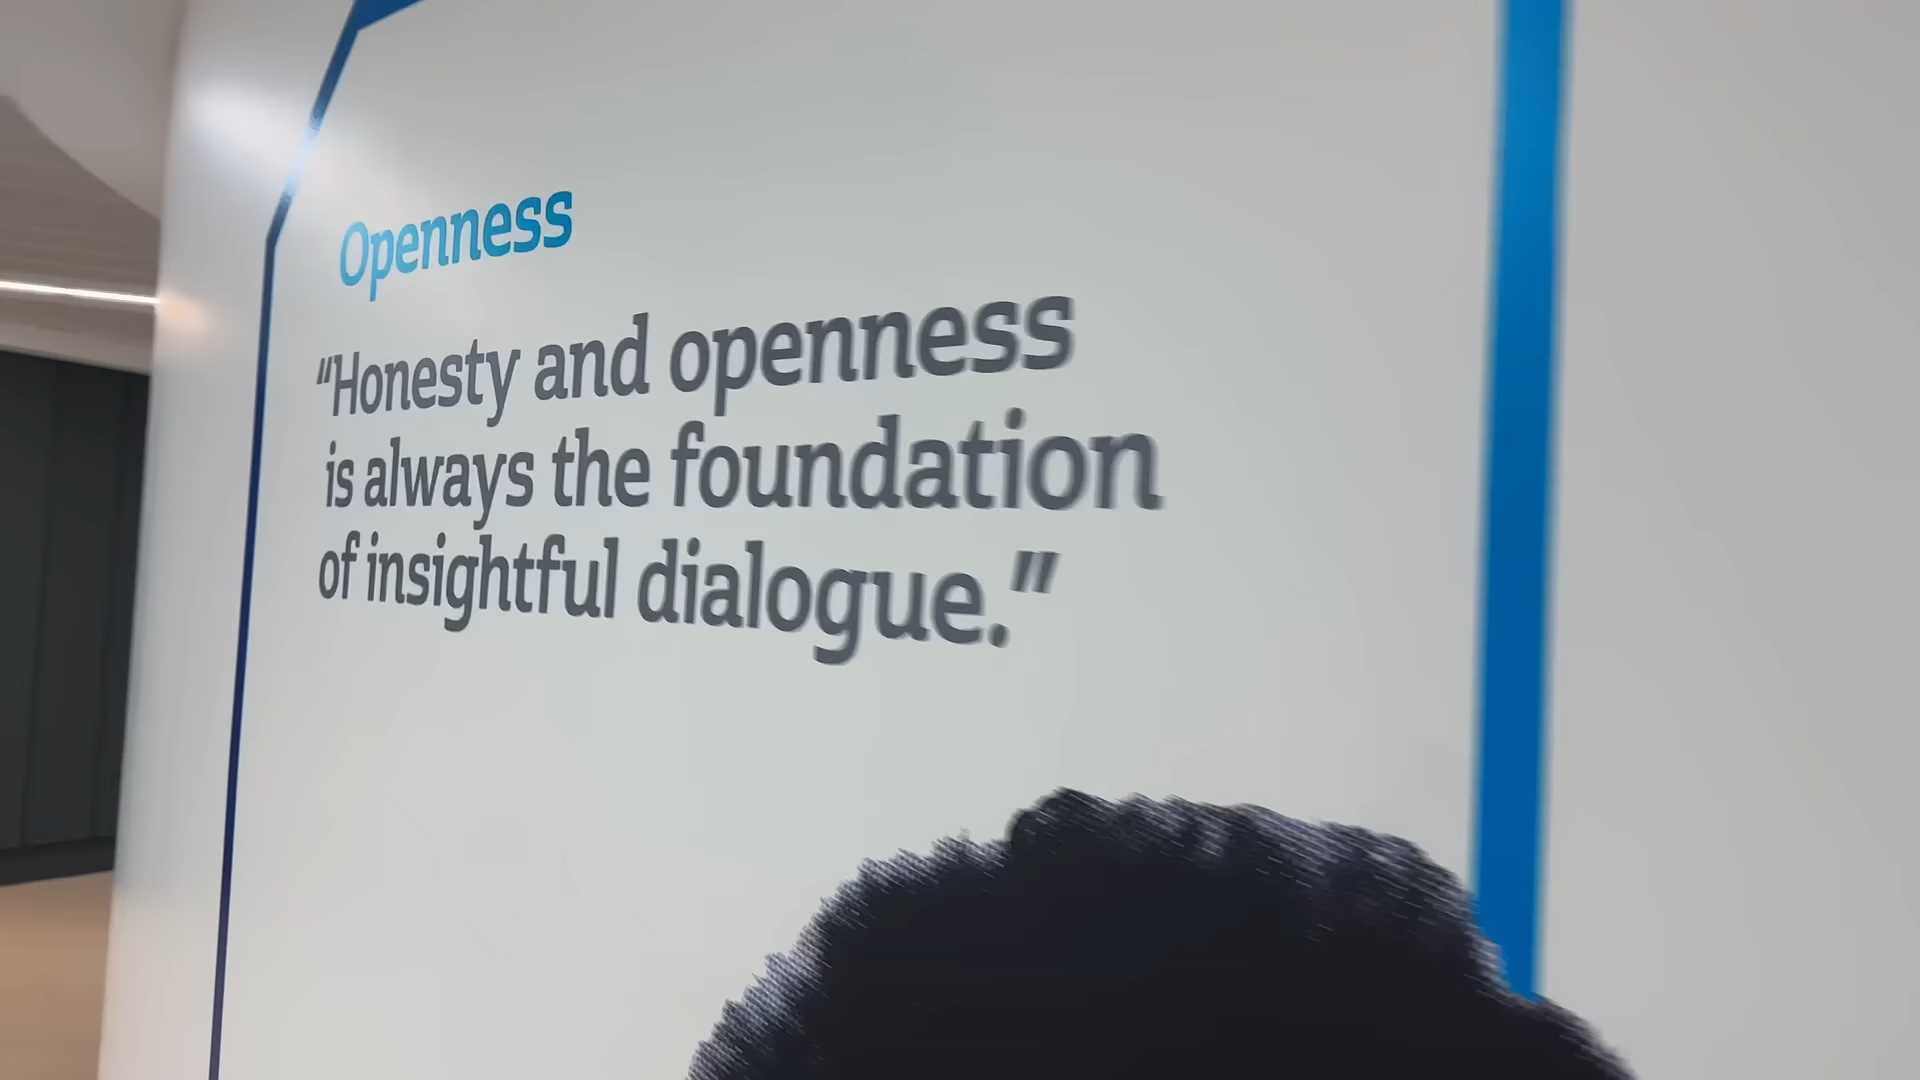 Openness
“Honesty and openness
is always the foundation
of insightful dialogue.”